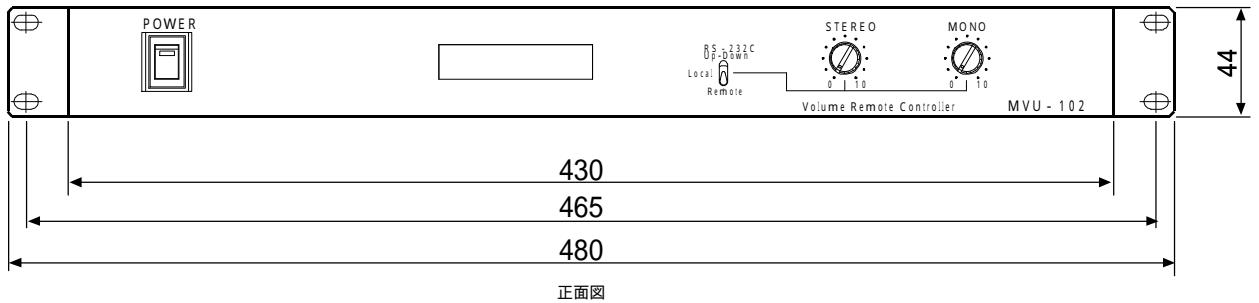 POWER
STEREO
MONO
RS-232C
Up-Down
Local
Remote
0 10
0 10
Volume Remote Controller
MVU-102
44
430
465
480
正面図